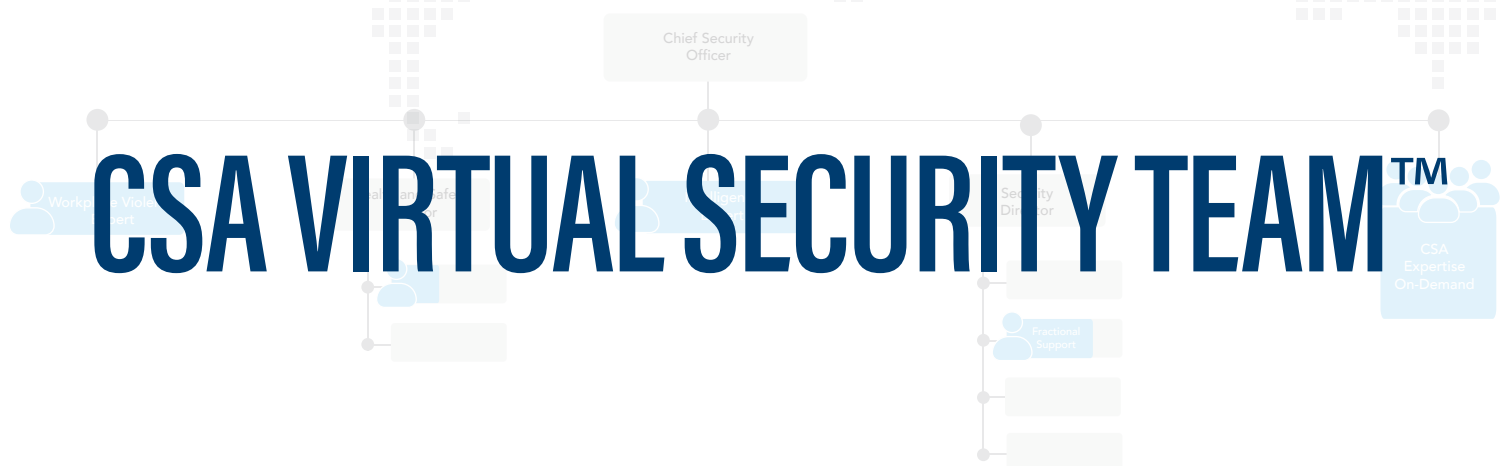 Chief Security
Officer
CSA VIRTUAL SECURITY TEAM™
Security
Director
CSA
Expertise
On-Demand
Fractional
Support